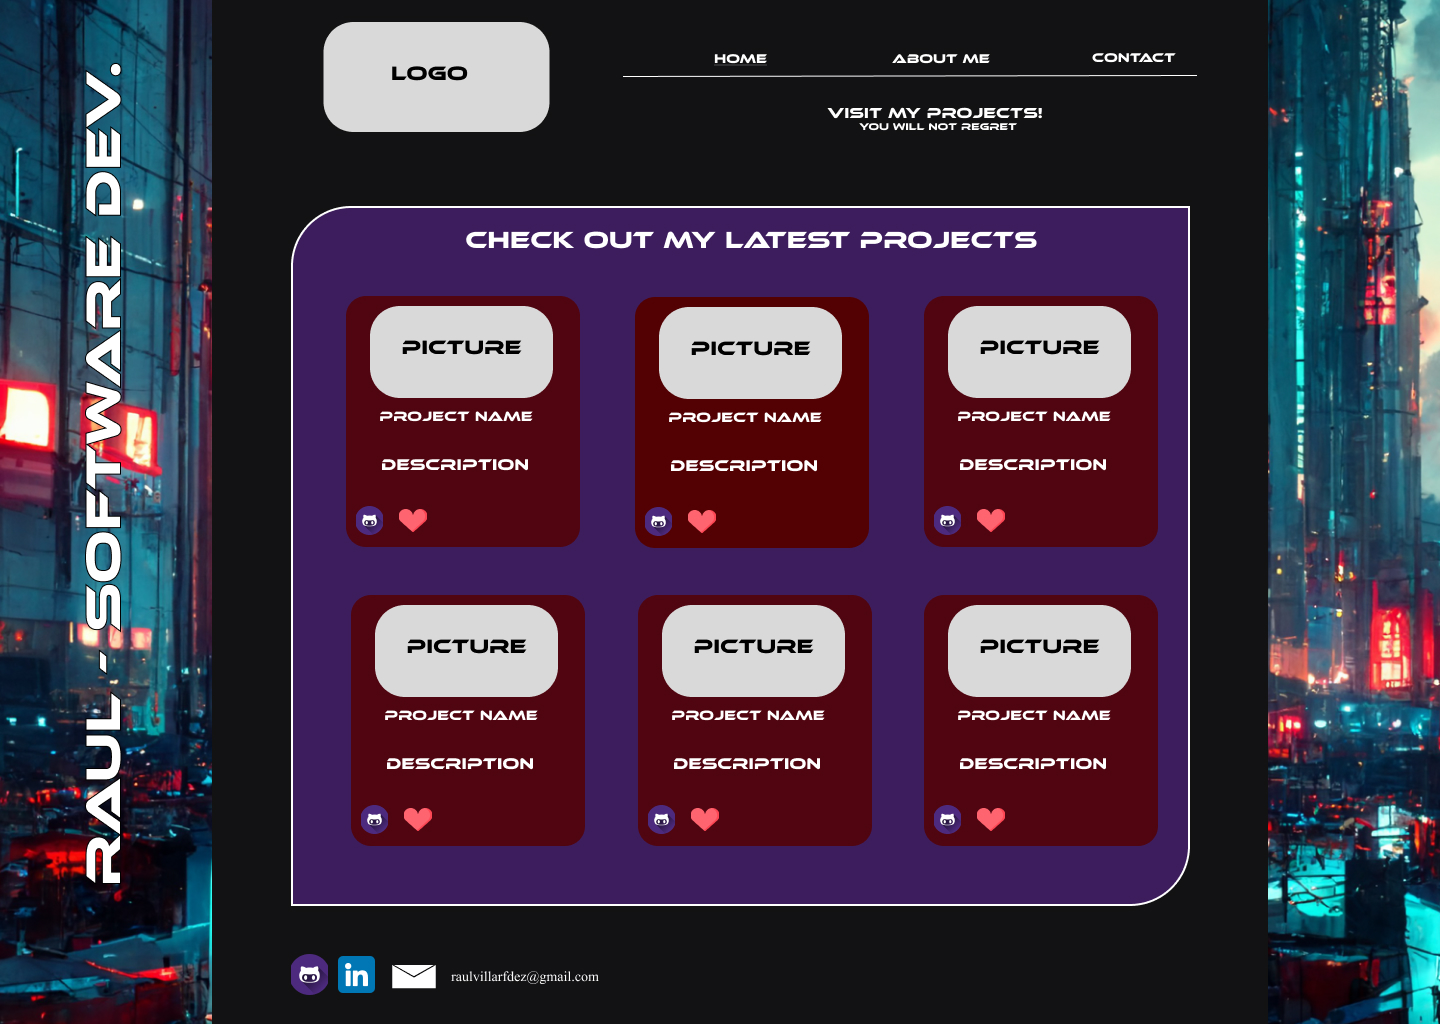 RAUL - SOFTWARE DEV.
LOGO
HOME
ABOUT ME
CONTACT
VISIT MY PROJECTS!
YOU WILL NOT REGRET
CHECK OUT MY LATEST PROJECTS
PICTURE
PROJECT NAME
DESCRIPTION
PICTURE
PROJECT NAME
DESCRIPTION
PICTURE
PROJECT NAME
DESCRIPTION
PICTURE
PROJECT NAME
DESCRIPTION
PICTURE
PROJECT NAME
DESCRIPTION
PICTURE
PROJECT NAME
DESCRIPTION
in
raulvillarfdez@gmail.com